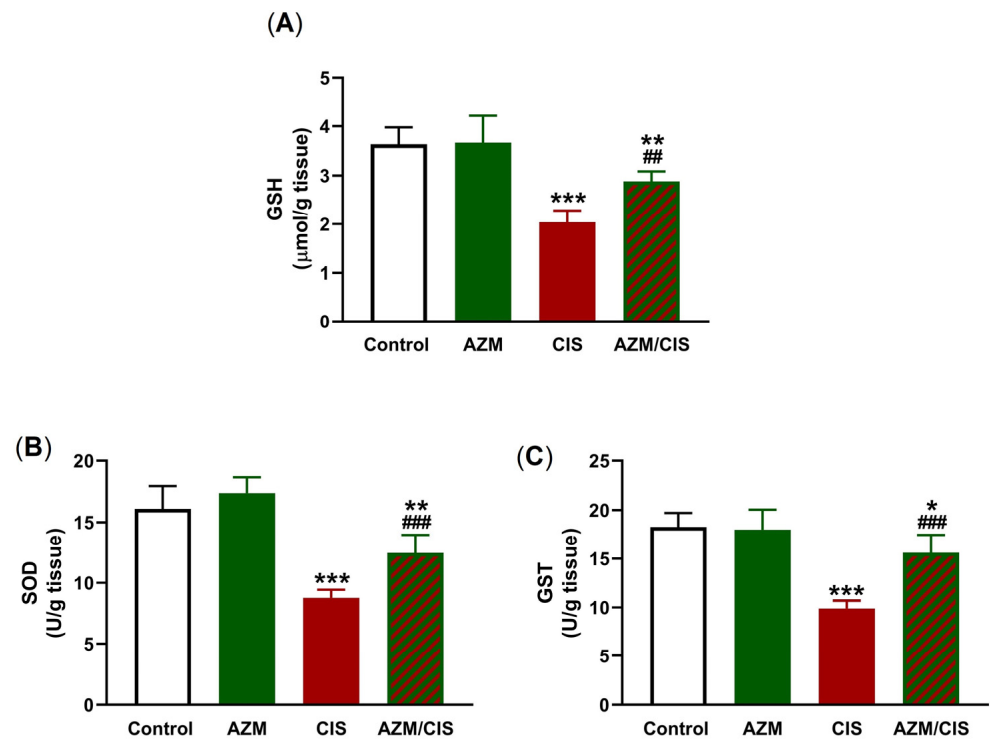 (A)
GSH
(μmol/g tissue)
5
4
3
2
1
0
***
**
##
Control AZM CIS AZM/CIS
(B)
SOD
(U/g tissue)
20
15
10
5
0
***
**
###
Control AZM CIS AZM/CIS
(C)
GST
(U/g tissue)
25
20
15
10
5
0
***
*
###
Control AZM CIS AZM/CIS